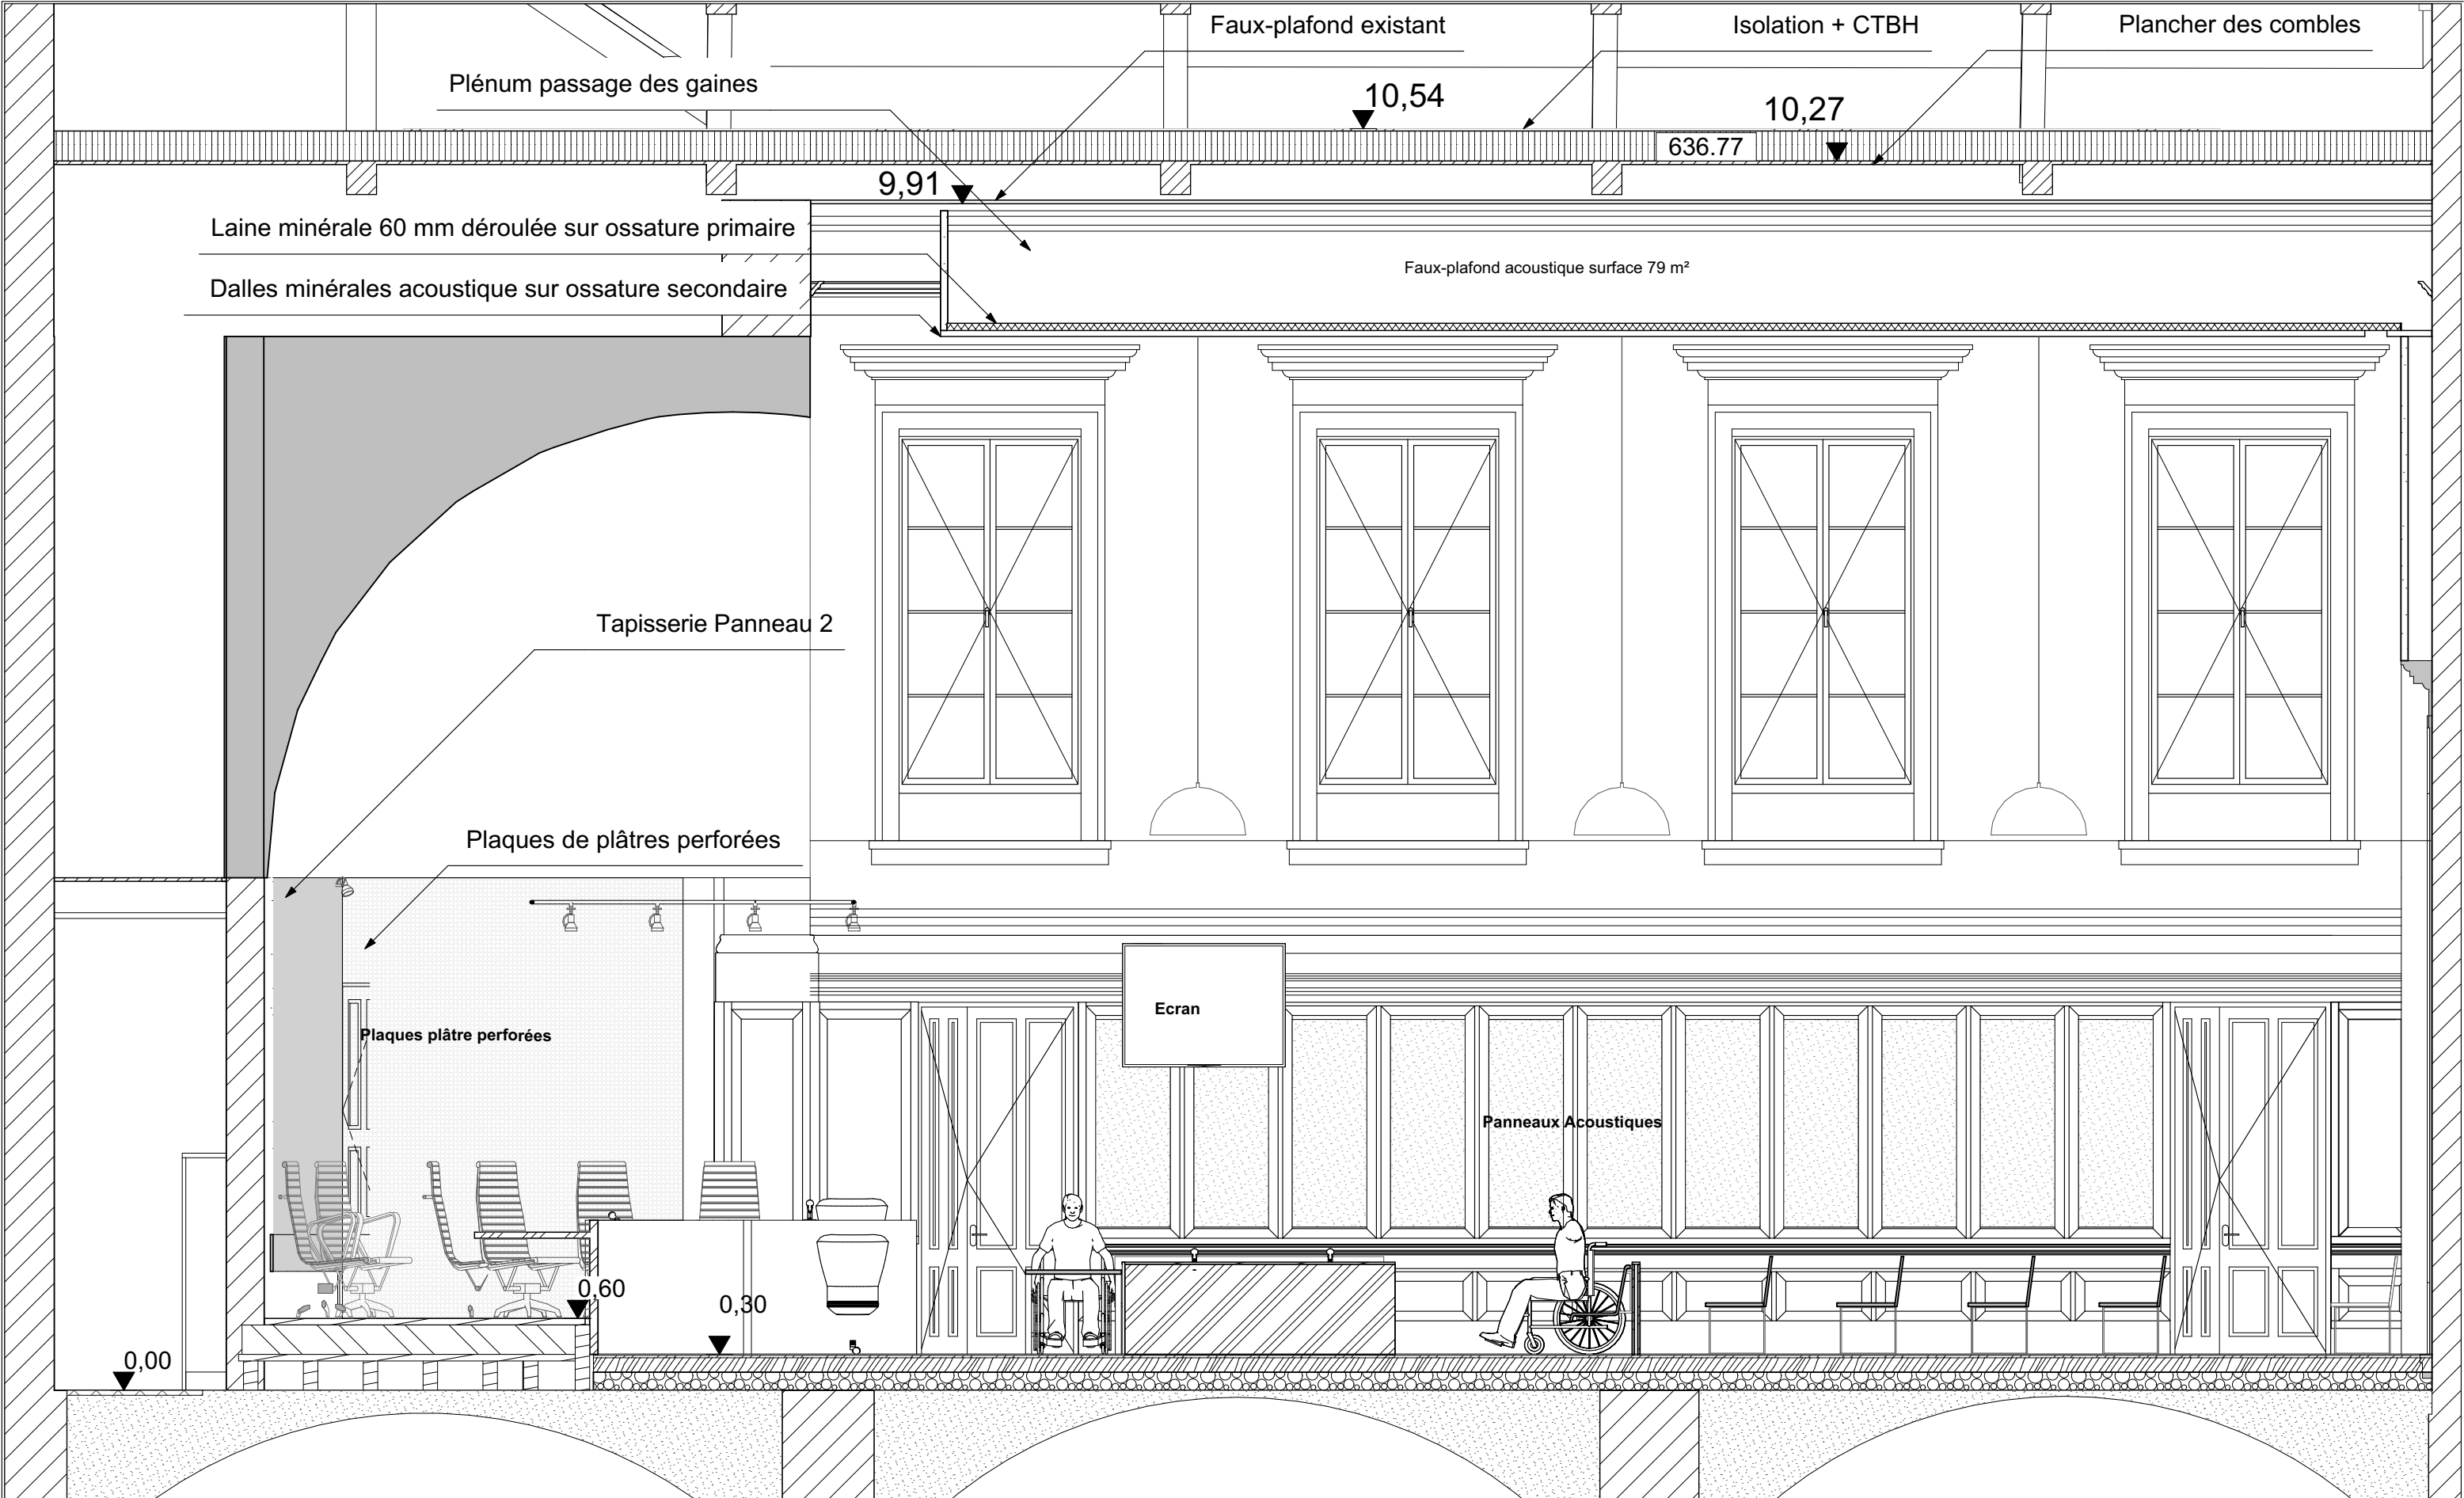 Faux-plafond existant
Isolation + CTBH
Plancher des combles
Plénum passage des gaines
10,54
10,27
636.77
9,91
Laine minérale 60 mm déroulée sur ossature primaire
Faux-plafond acoustique surface 79 m²
Dalles minérales acoustique sur ossature secondaire
Tapisserie Panneau 2
Plaques de plâtres perforées
Ecran
Plaques plâtre perforées
Panneaux Acoustiques
0,60
0,30
0,00